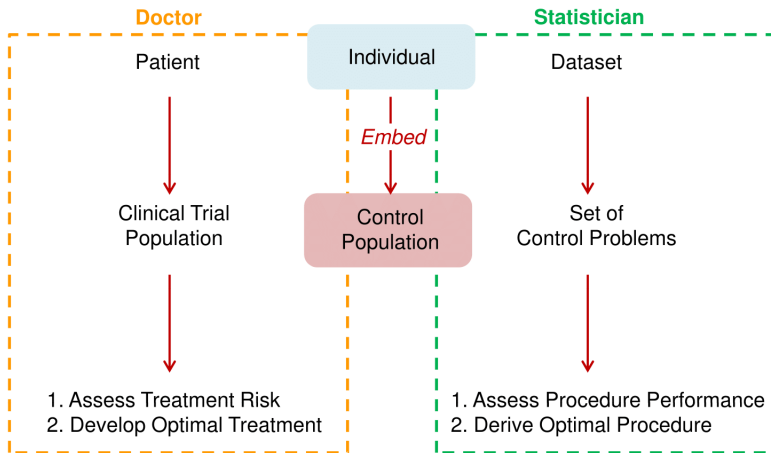 Doctor
Statistician
Patient
Individual
Dataset
Embed
Clinical Trial
Population
Control
Population
Set of
Control Problems
1. Assess Treatment Risk
2. Develop Optimal Treatment
1. Assess Procedure Performance
2. Derive Optimal Procedure